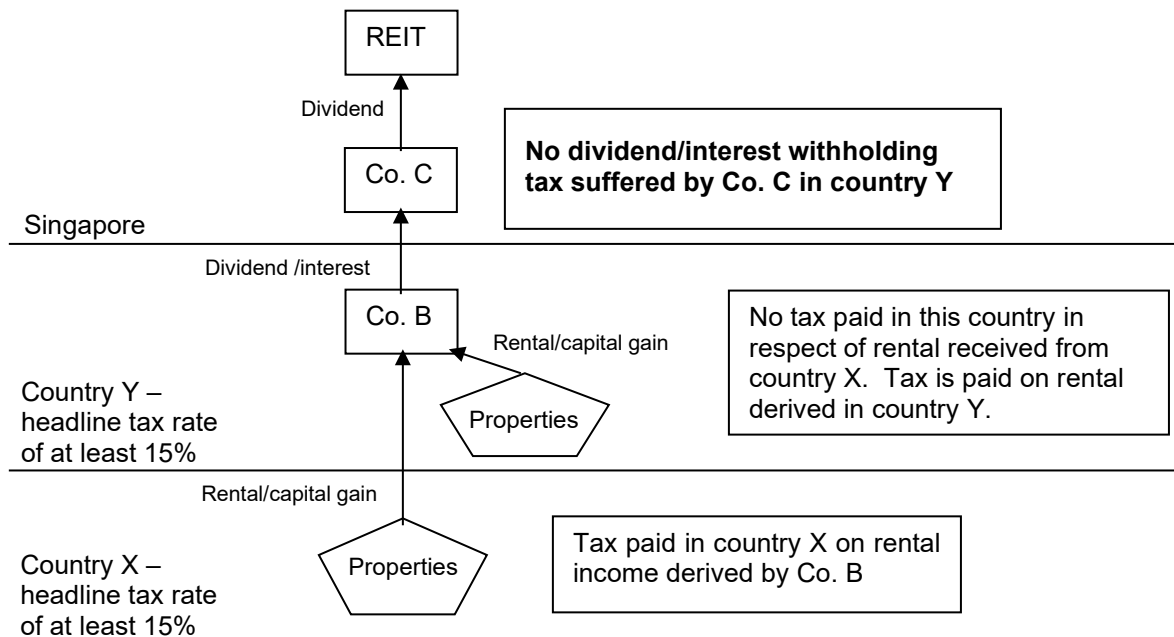 REIT
Dividend
Co. C
No dividend/interest withholding
tax suffered by Co. C in country Y
Singapore
Dividend /interest
Co. B
Rental/capital gain
Properties
Country Y –
headline tax rate
of at least 15%
No tax paid in this country in
respect of rental received from
country X.  Tax is paid on rental
derived in country Y.
Rental/capital gain
Properties
Country X –
headline tax rate
of at least 15%
Tax paid in country X on rental
income derived by Co. B